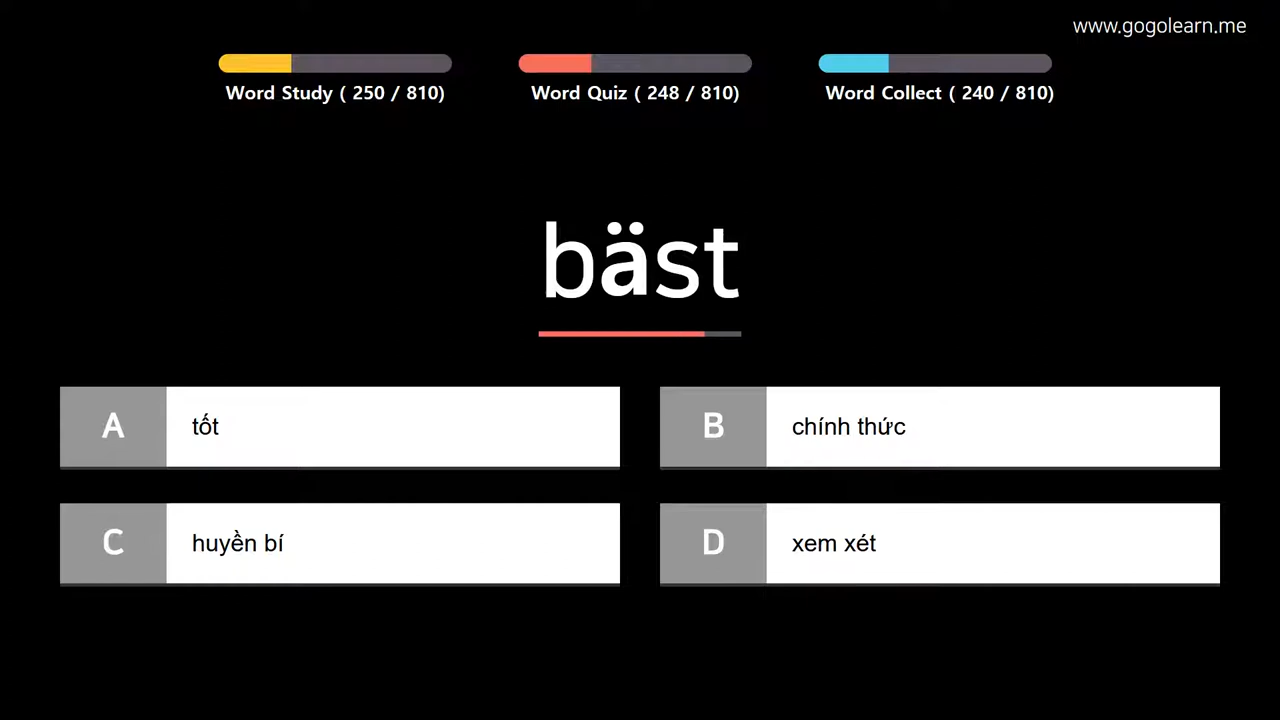 www.gogolearn.me
Word Study ( 250 / 810)
Word Quiz ( 248 / 810)
Word Collect ( 240 / 810)
bäst
A tốt
B chính thức
C huyền bí
D xem xét